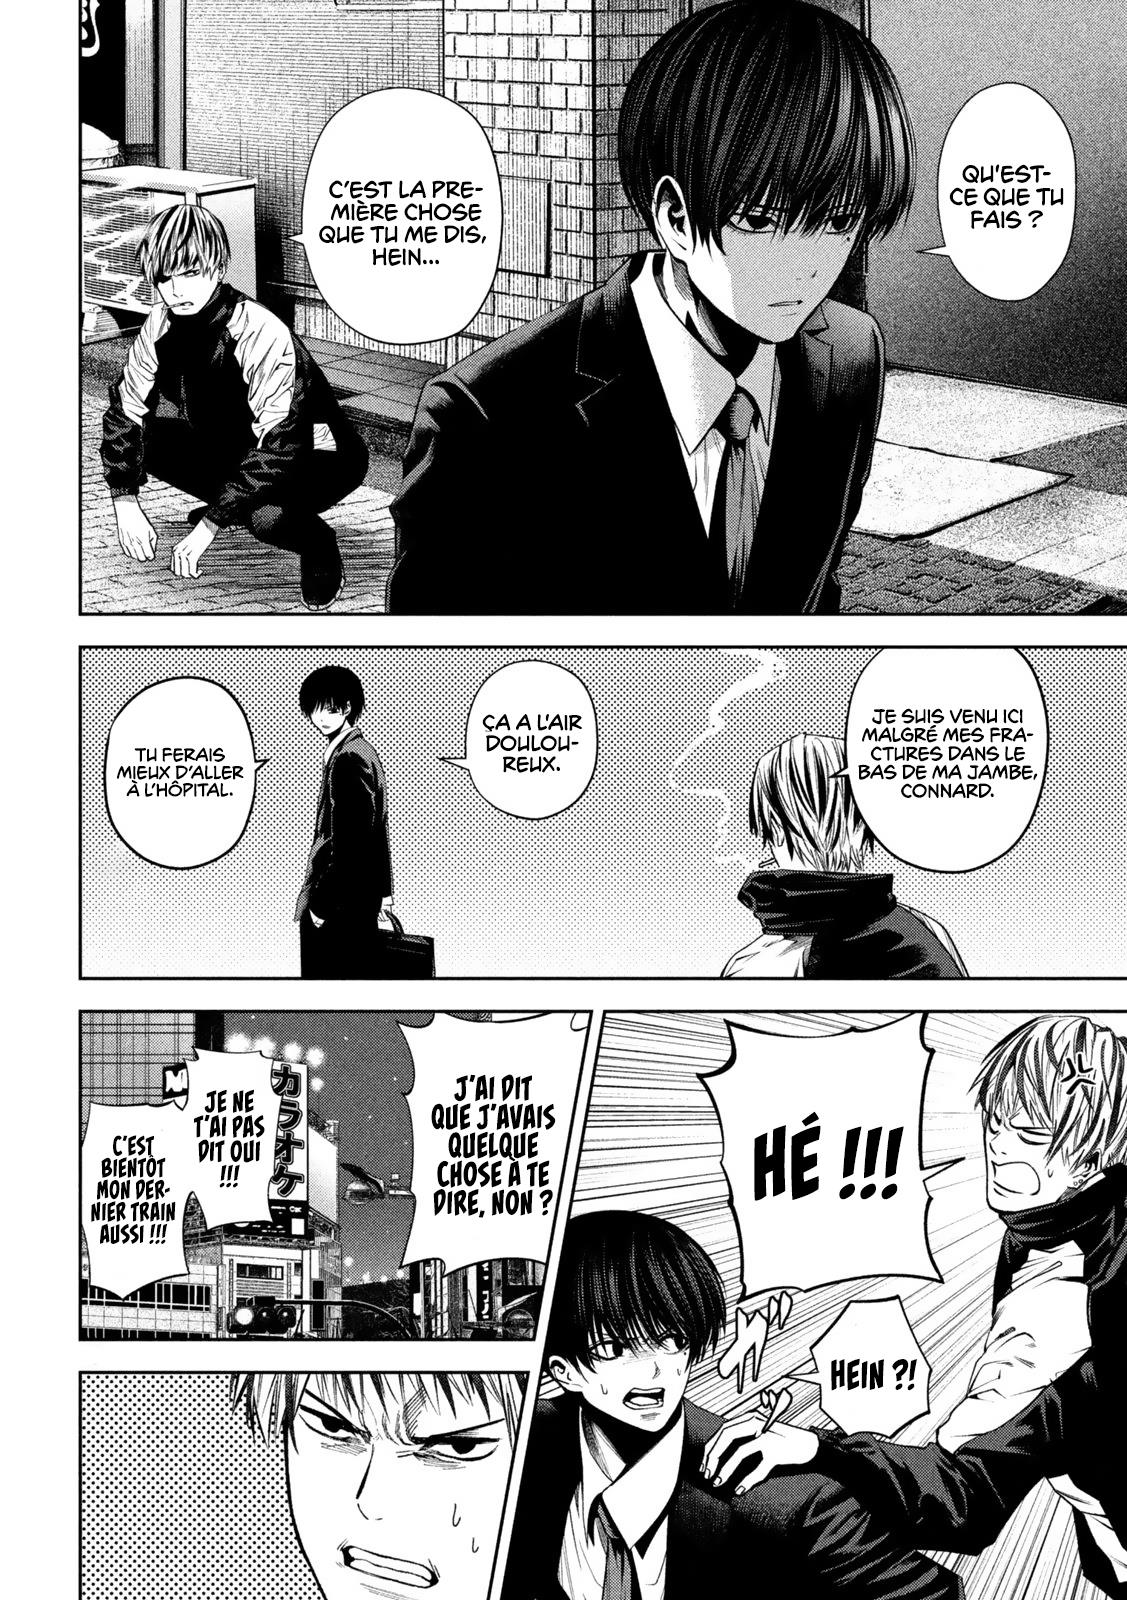 QU'EST-
CE QUE TU
FAIS ?
C'EST LA PRE-
MIÈRE CHOSE
QUE TU ME DIS,
HEIN...
JE SUIS VENU ICI
MALGRÉ MES FRA-
CTURES DANS LE
BAS DE MA JAMBE,
CONNARD.
ÇA A L'AIR
DOULOU-
REUX.
TU FERAIS
MIEUX D'ALLER
À L'HÔPITAL.
HÉ !!!
HEIN ?!
J'AI DIT
QUE J'AVAIS
QUELQUE
CHOSE À TE
DIRE, NON ?
JE NE
T'AI PAS
DIT OUI
!!!
C'EST
BIENTÔT
MON DER-
NIER TRAIN
AUSSI !!!
カラオケ